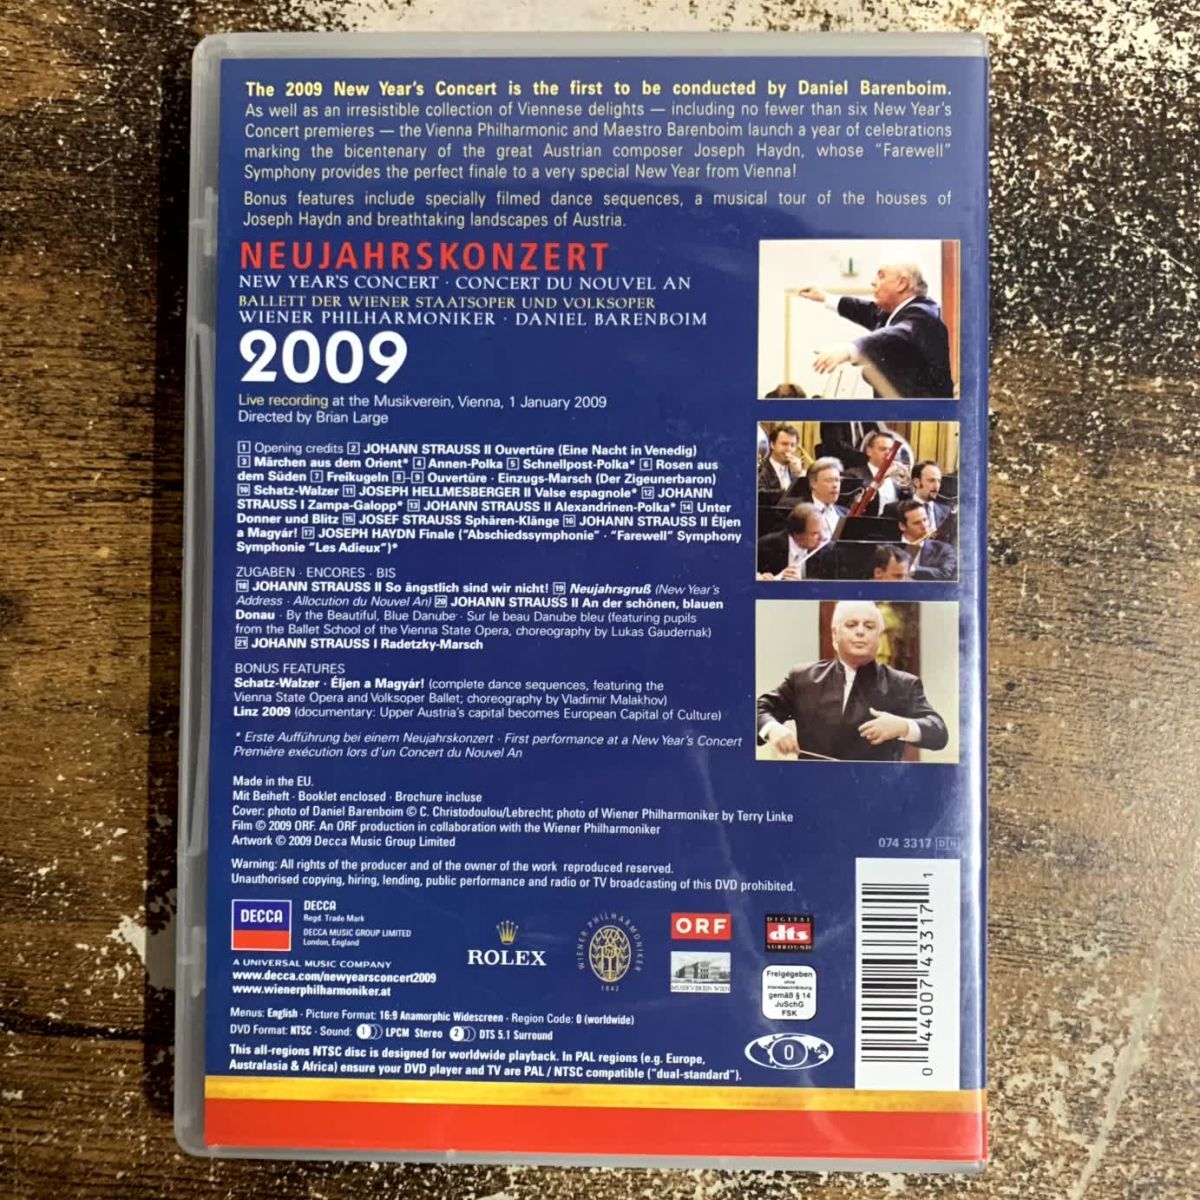 The 2009 New Year's Concert is the first to be conducted by Daniel Barenboim.
As well as an irresistible collection of Viennese delights — including no fewer than six New Year's
Concert premieres — the Vienna Philharmonic and Maestro Barenboim launch a year of celebrations
marking the bicentenary of the great Austrian composer Joseph Haydn, whose "Farewell"
Symphony provides the perfect finale to a very special New Year from Vienna!
Bonus features include specially filmed dance sequences, a musical tour of the houses of
Joseph Haydn and breathtaking landscapes of Austria.
NEUJAHRSKONZERT
NEW YEAR'S CONCERT · CONCERT DU NOUVEL AN
BALLETT DER WIENER STAATSOPER UND VOLKSOPER
WIENER PHILHARMONIKER · DANIEL BARENBOIM
2009
Live recording at the Musikverein, Vienna, 1 January 2009
Directed by Brian Large
1 Opening credits 2 JOHANN STRAUSS II Ouvertüre (Eine Nacht in Venedig)
3 Märchen aus dem Orient* 4 Annen-Polka 5 Schnellpost-Polka* 6 Rosen aus
dem Süden 7 Freikugeln 8–9 Ouvertüre · Einzugs-Marsch (Der Zigeunerbaron)
10 Schatz-Walzer 11 JOSEPH HELLMESBERGER II Valse espagnole* 12 JOHANN
STRAUSS I Zampa-Galopp* 13 JOHANN STRAUSS II Alexandrinen-Polka* 14 Unter
Donner und Blitz 15 JOSEF STRAUSS Sphären-Klänge 16 JOHANN STRAUSS II Éljen
a Magyár! 17 JOSEPH HAYDN Finale ("Abschiedssymphonie" · "Farewell" Symphony
Symphonie "Les Adieux")*
ZUGABEN · ENCORES · BIS
18 JOHANN STRAUSS II So ängstlich sind wir nicht! 19 Neujahrsgruß (New Year's
Address · Allocution du Nouvel An) 20 JOHANN STRAUSS II An der schönen, blauen
Donau · By the Beautiful, Blue Danube · Sur le beau Danube bleu (featuring pupils
from the Ballet School of the Vienna State Opera, choreography by Lukas Gaudernak)
21 JOHANN STRAUSS I Radetzky-Marsch
BONUS FEATURES
Schatz-Walzer · Éljen a Magyár! (complete dance sequences, featuring the
Vienna State Opera and Volksoper Ballet; choreography by Vladimir Malakhov)
Linz 2009 (documentary: Upper Austria's capital becomes European Capital of Culture)
* Erste Aufführung bei einem Neujahrskonzert · First performance at a New Year's Concert
Première exécution lors d'un Concert du Nouvel An
Made in the EU.
Mit Beiheft · Booklet enclosed · Brochure incluse
Cover: photo of Daniel Barenboim © C. Christodoulou/Lebrecht; photo of Wiener Philharmoniker by Terry Linke
Film © 2009 ORF. An ORF production in collaboration with the Wiener Philharmoniker
Artwork © 2009 Decca Music Group Limited
074 3317 DH
Warning: All rights of the producer and of the owner of the work reproduced reserved.
Unauthorised copying, hiring, lending, public performance and radio or TV broadcasting of this DVD prohibited.
DECCA
DECCA
Regd. Trade Mark
DECCA MUSIC GROUP LIMITED
London, England
A UNIVERSAL MUSIC COMPANY
www.decca.com/newyearsconcert2009
www.wienerphilharmoniker.at
ROLEX
WIENER PHILHARMONIKER
1842
ORF
MUSIKVEREIN WIEN
DIGITAL
dts
SURROUND
Freigegeben
ohne
Altersbeschränkung
gemäß § 14
JuSchG
FSK
0
0 44007 43317 1
Menus: English · Picture Format: 16:9 Anamorphic Widescreen · Region Code: 0 (worldwide)
DVD Format: NTSC · Sound: 1 LPCM Stereo 2 DTS 5.1 Surround
This all-regions NTSC disc is designed for worldwide playback. In PAL regions (e.g. Europe,
Australasia & Africa) ensure your DVD player and TV are PAL / NTSC compatible ("dual-standard").